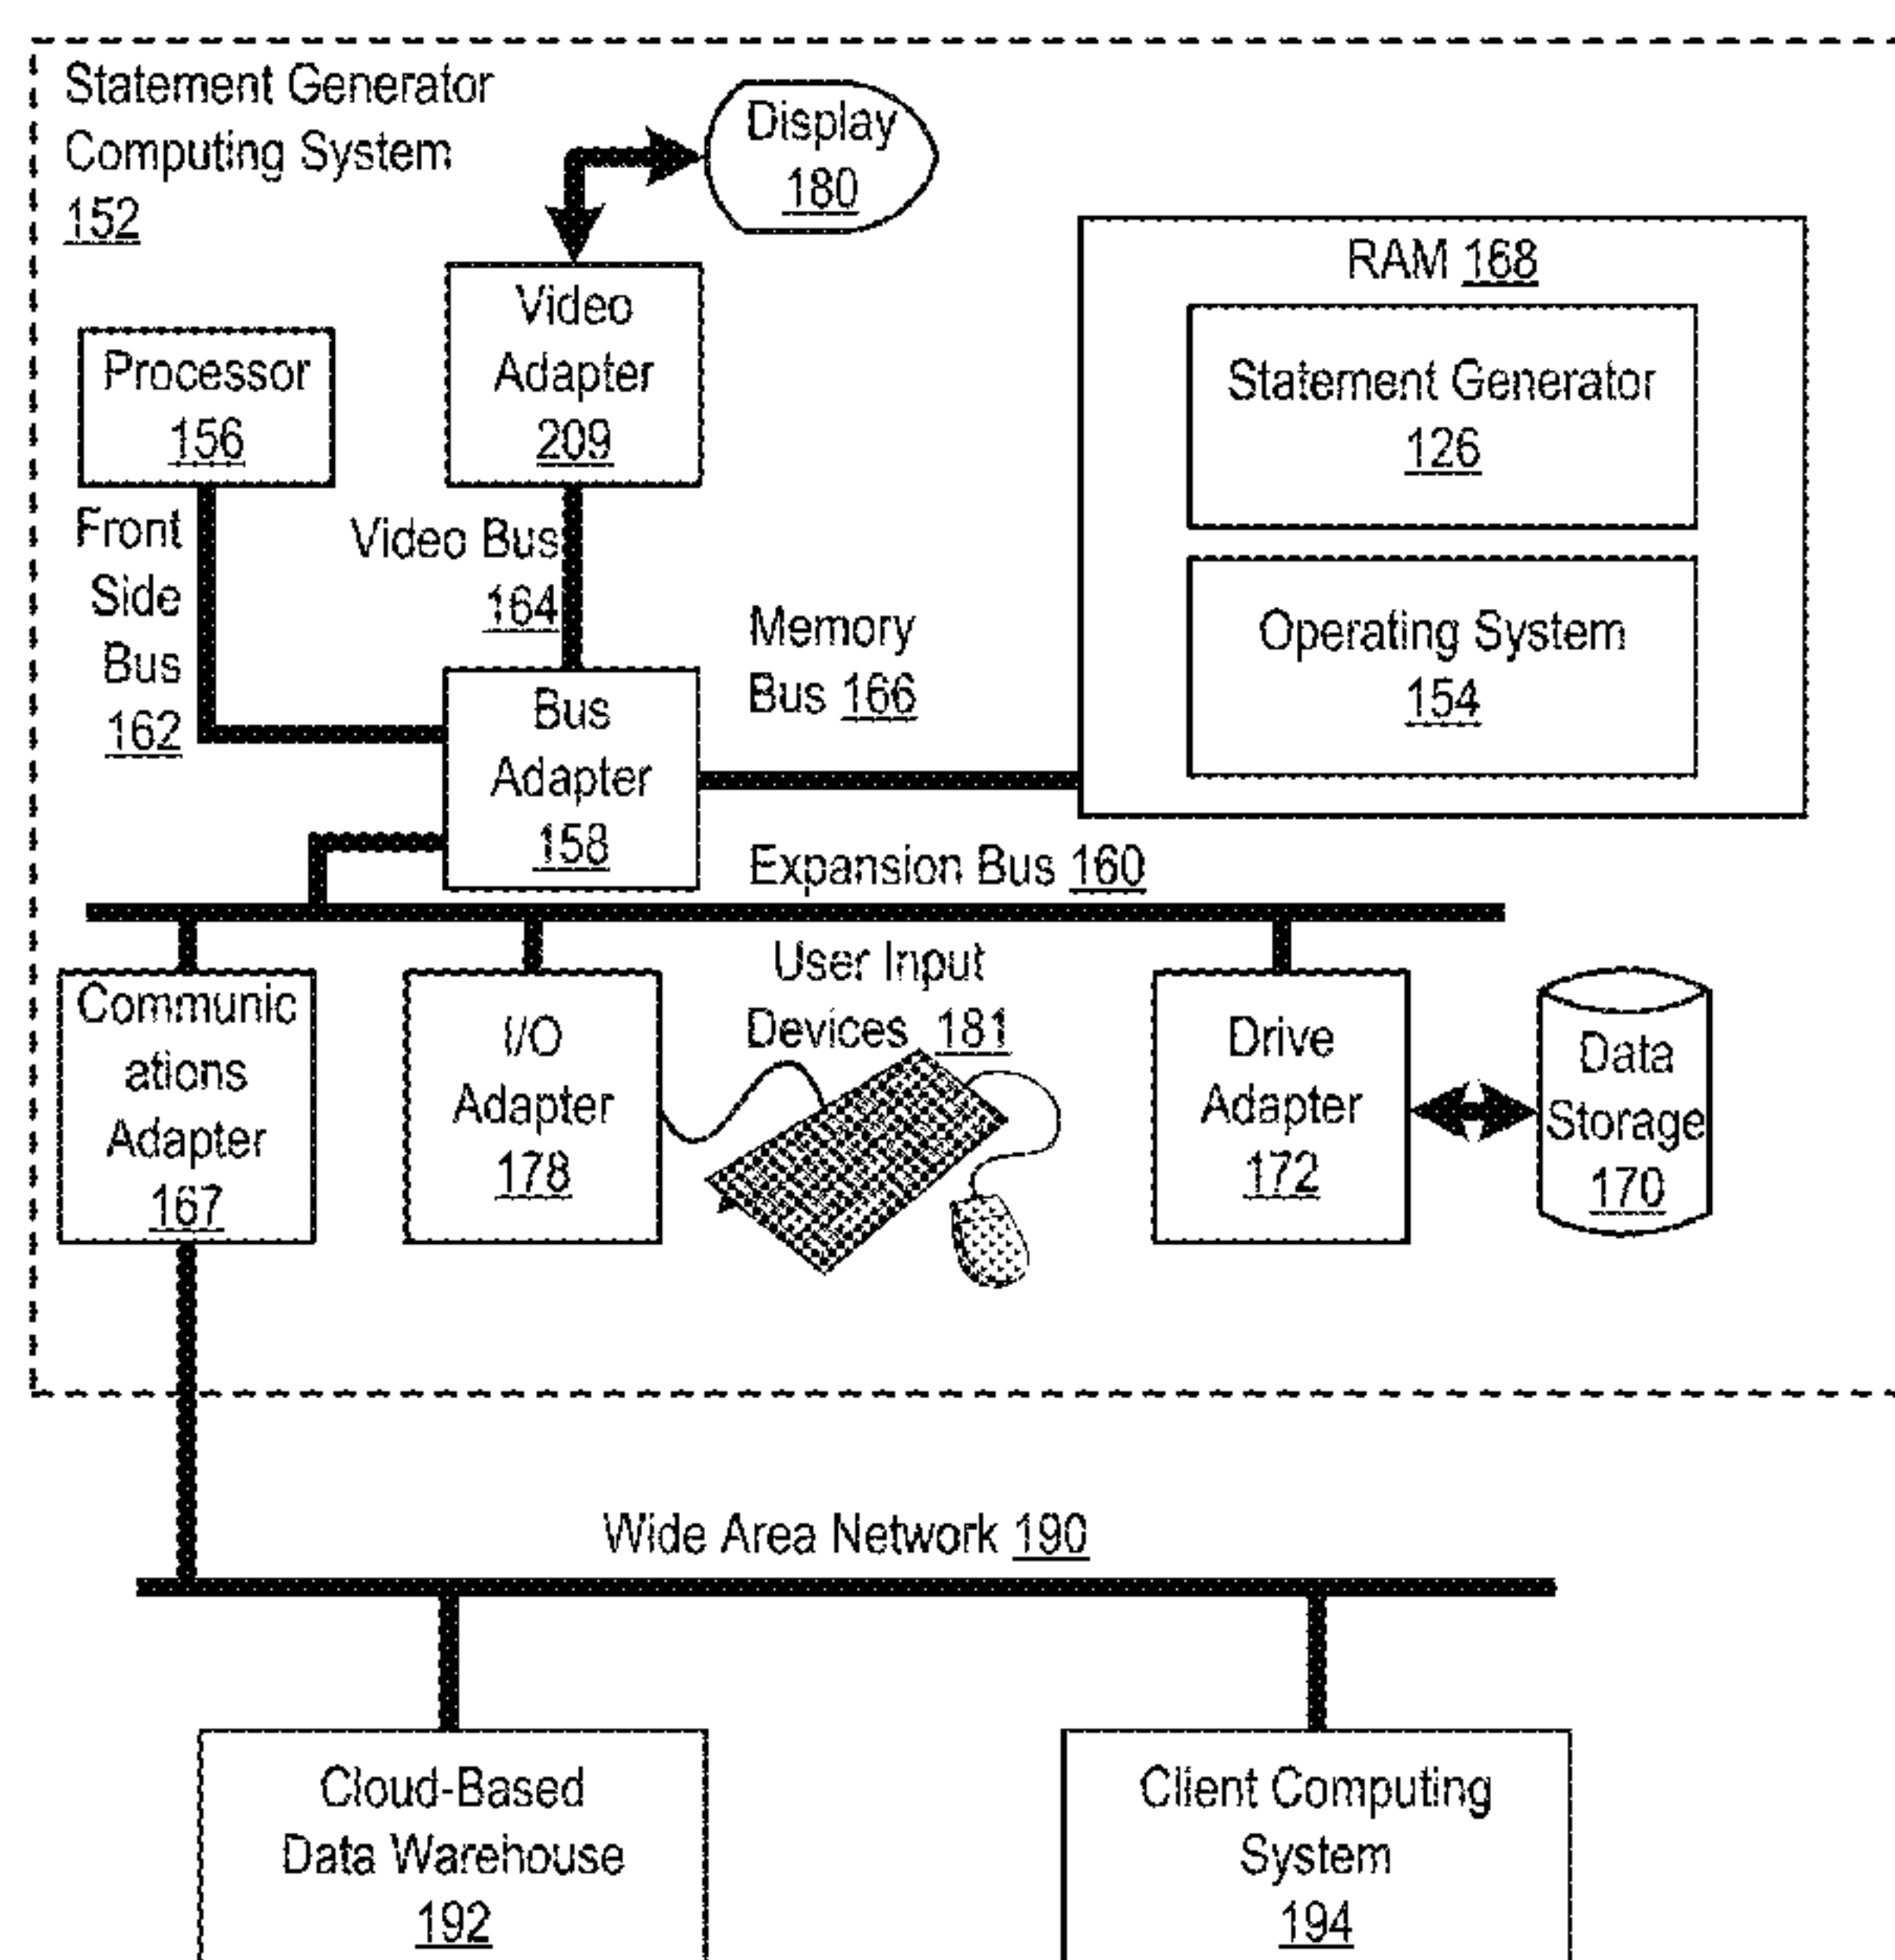 Statement Generator
Computing System
152
Display
180
Video
Adapter
209
Processor
156
RAM 168
Statement Generator
126
Operating System
154
Front
Side
Bus
162
Video Bus
164
Memory
Bus 166
Bus
Adapter
158
Expansion Bus 160
Communic
ations
Adapter
167
I/O
Adapter
178
User Input
Devices 181
Drive
Adapter
172
Data
Storage
170
Wide Area Network 190
Cloud-Based
Data Warehouse
192
Client Computing
System
194